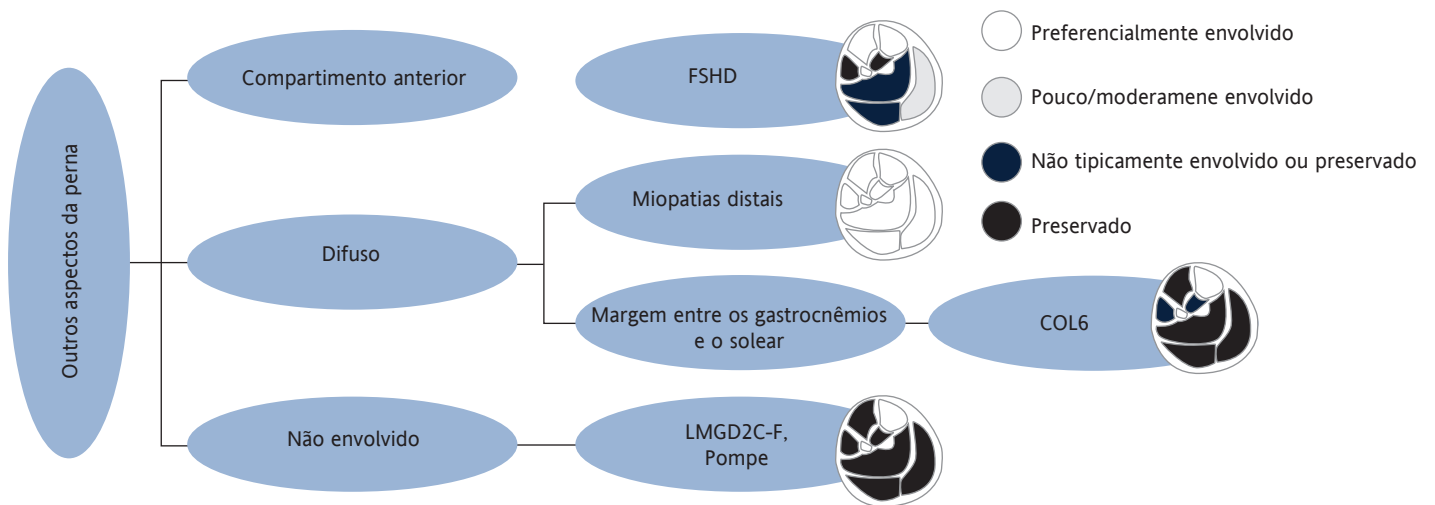 Outros aspectos da perna
Compartimento anterior
FSHD
Difuso
Miopatias distais
Margem entre os gastrocnêmios
e o solear
COL6
Não envolvido
LMGD2C-F,
Pompe
Preferencialmente envolvido
Pouco/moderamene envolvido
Não tipicamente envolvido ou preservado
Preservado